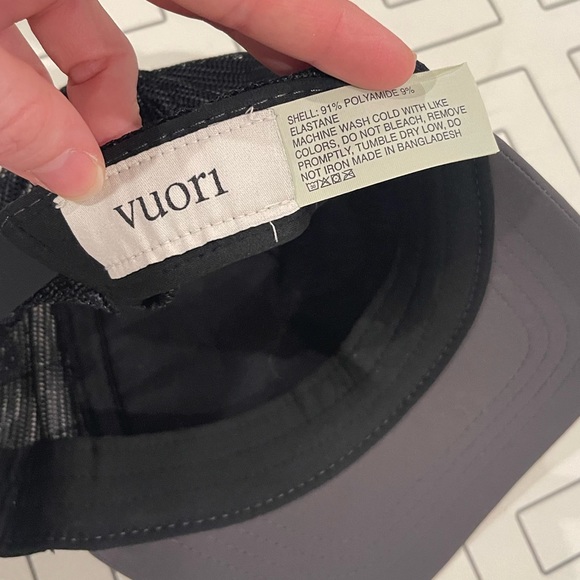 vuori
SHELL: 91% POLYAMIDE 9%
ELASTANE
MACHINE WASH COLD WITH LIKE
COLORS, DO NOT BLEACH, REMOVE
PROMPTLY, TUMBLE DRY LOW, DO
NOT IRON MADE IN BANGLADESH